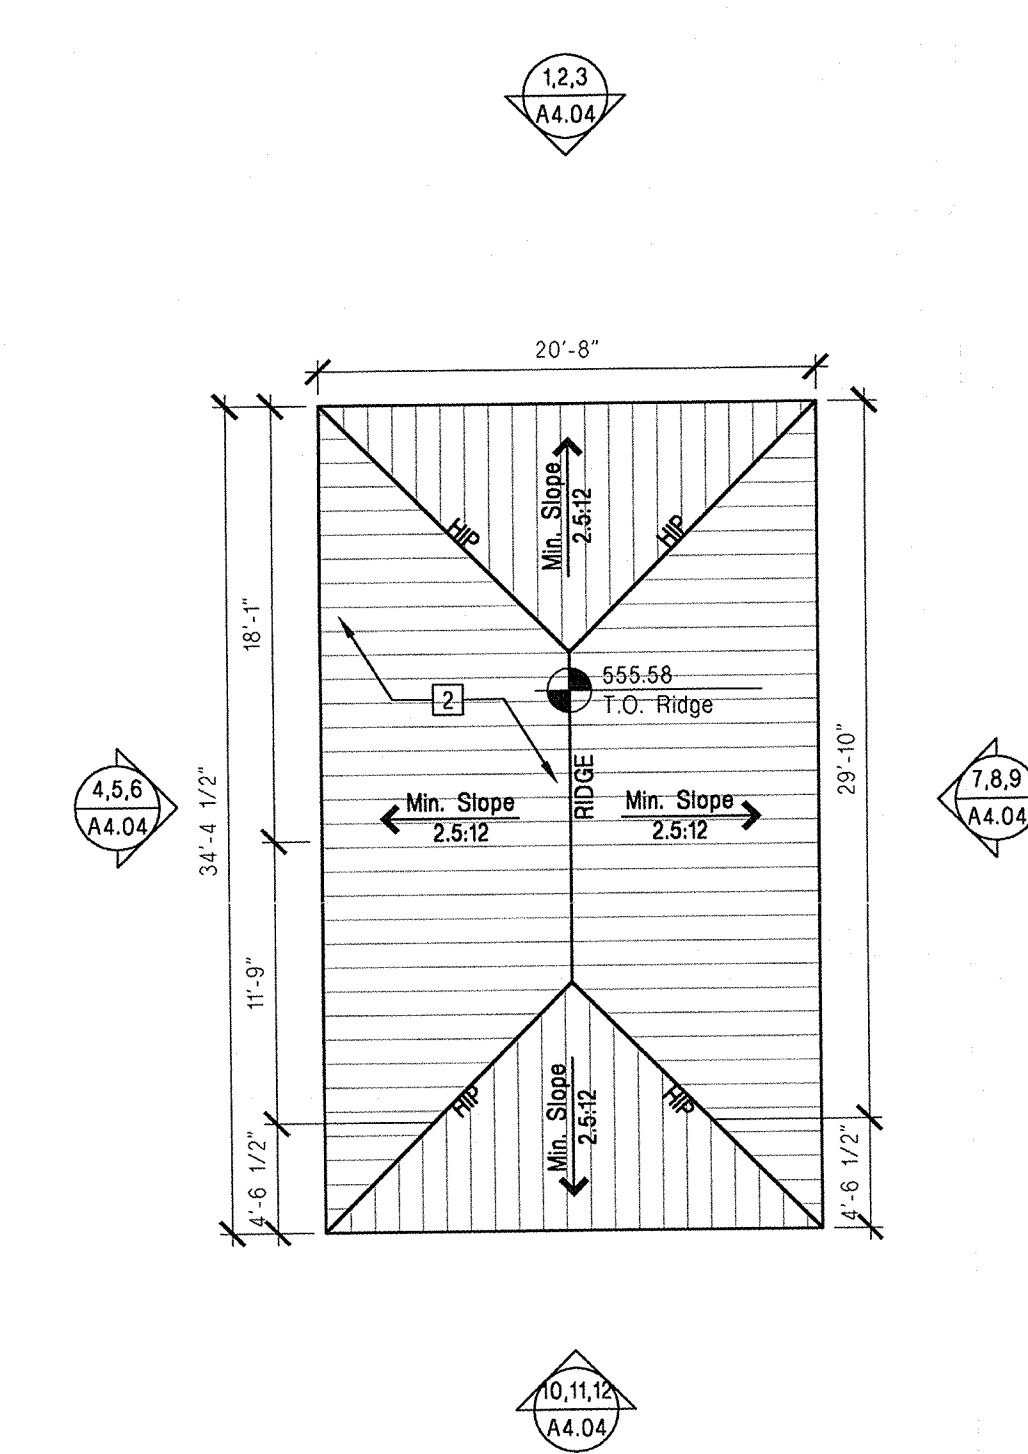 1,2,3
A4.04
20'-8"
Min. Slope
2.5:12
HIP
HIP
18'-1"
555.58
T.O. Ridge
2
RIDGE
29'-10"
34'-4 1/2"
4,5,6
A4.04
7,8,9
A4.04
Min. Slope
2.5:12
Min. Slope
2.5:12
11'-9"
HIP
HIP
Min. Slope
2.5:12
4'-6 1/2"
4'-6 1/2"
10,11,12
A4.04